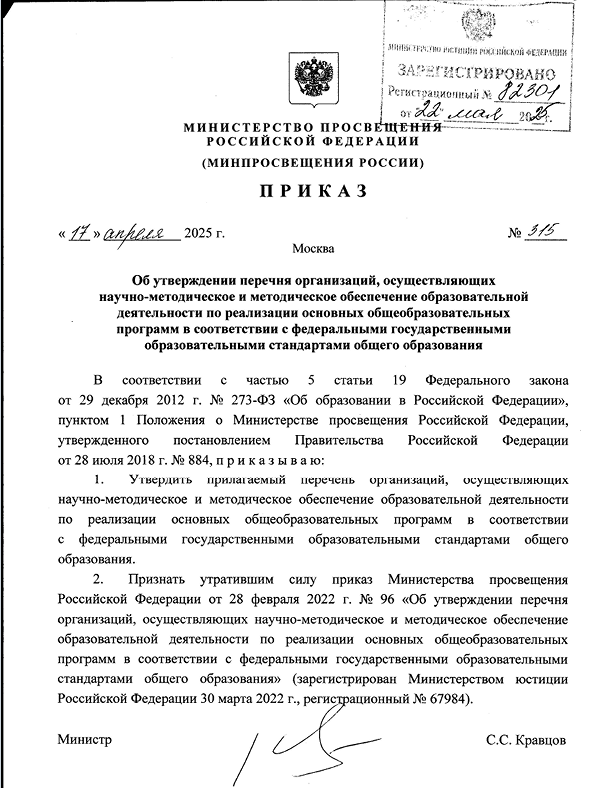 МИНИСТЕРСТВО ЮСТИЦИИ РОССИЙСКОЙ ФЕДЕРАЦИИ
ЗАРЕГИСТРИРОВАНО
Регистрационный № 82301
от 22 мая 2025г.
МИНИСТЕРСТВО ПРОСВЕЩЕНИЯ
РОССИЙСКОЙ ФЕДЕРАЦИИ
(МИНПРОСВЕЩЕНИЯ РОССИИ)
ПРИКАЗ
« 17 » апреля 2025 г. № 315
Москва
Об утверждении перечня организаций, осуществляющих
научно-методическое и методическое обеспечение образовательной
деятельности по реализации основных общеобразовательных
программ в соответствии с федеральными государственными
образовательными стандартами общего образования
В соответствии с частью 5 статьи 19 Федерального закона
от 29 декабря 2012 г. № 273-ФЗ «Об образовании в Российской Федерации»,
пунктом 1 Положения о Министерстве просвещения Российской Федерации,
утвержденного постановлением Правительства Российской Федерации
от 28 июля 2018 г. № 884, приказываю:
1. Утвердить прилагаемый перечень организаций, осуществляющих
научно-методическое и методическое обеспечение образовательной деятельности
по реализации основных общеобразовательных программ в соответствии
с федеральными государственными образовательными стандартами общего
образования.
2. Признать утратившим силу приказ Министерства просвещения
Российской Федерации от 28 февраля 2022 г. № 96 «Об утверждении перечня
организаций, осуществляющих научно-методическое и методическое обеспечение
образовательной деятельности по реализации основных общеобразовательных
программ в соответствии с федеральными государственными образовательными
стандартами общего образования» (зарегистрирован Министерством юстиции
Российской Федерации 30 марта 2022 г., регистрационный № 67984).
Министр С.С. Кравцов